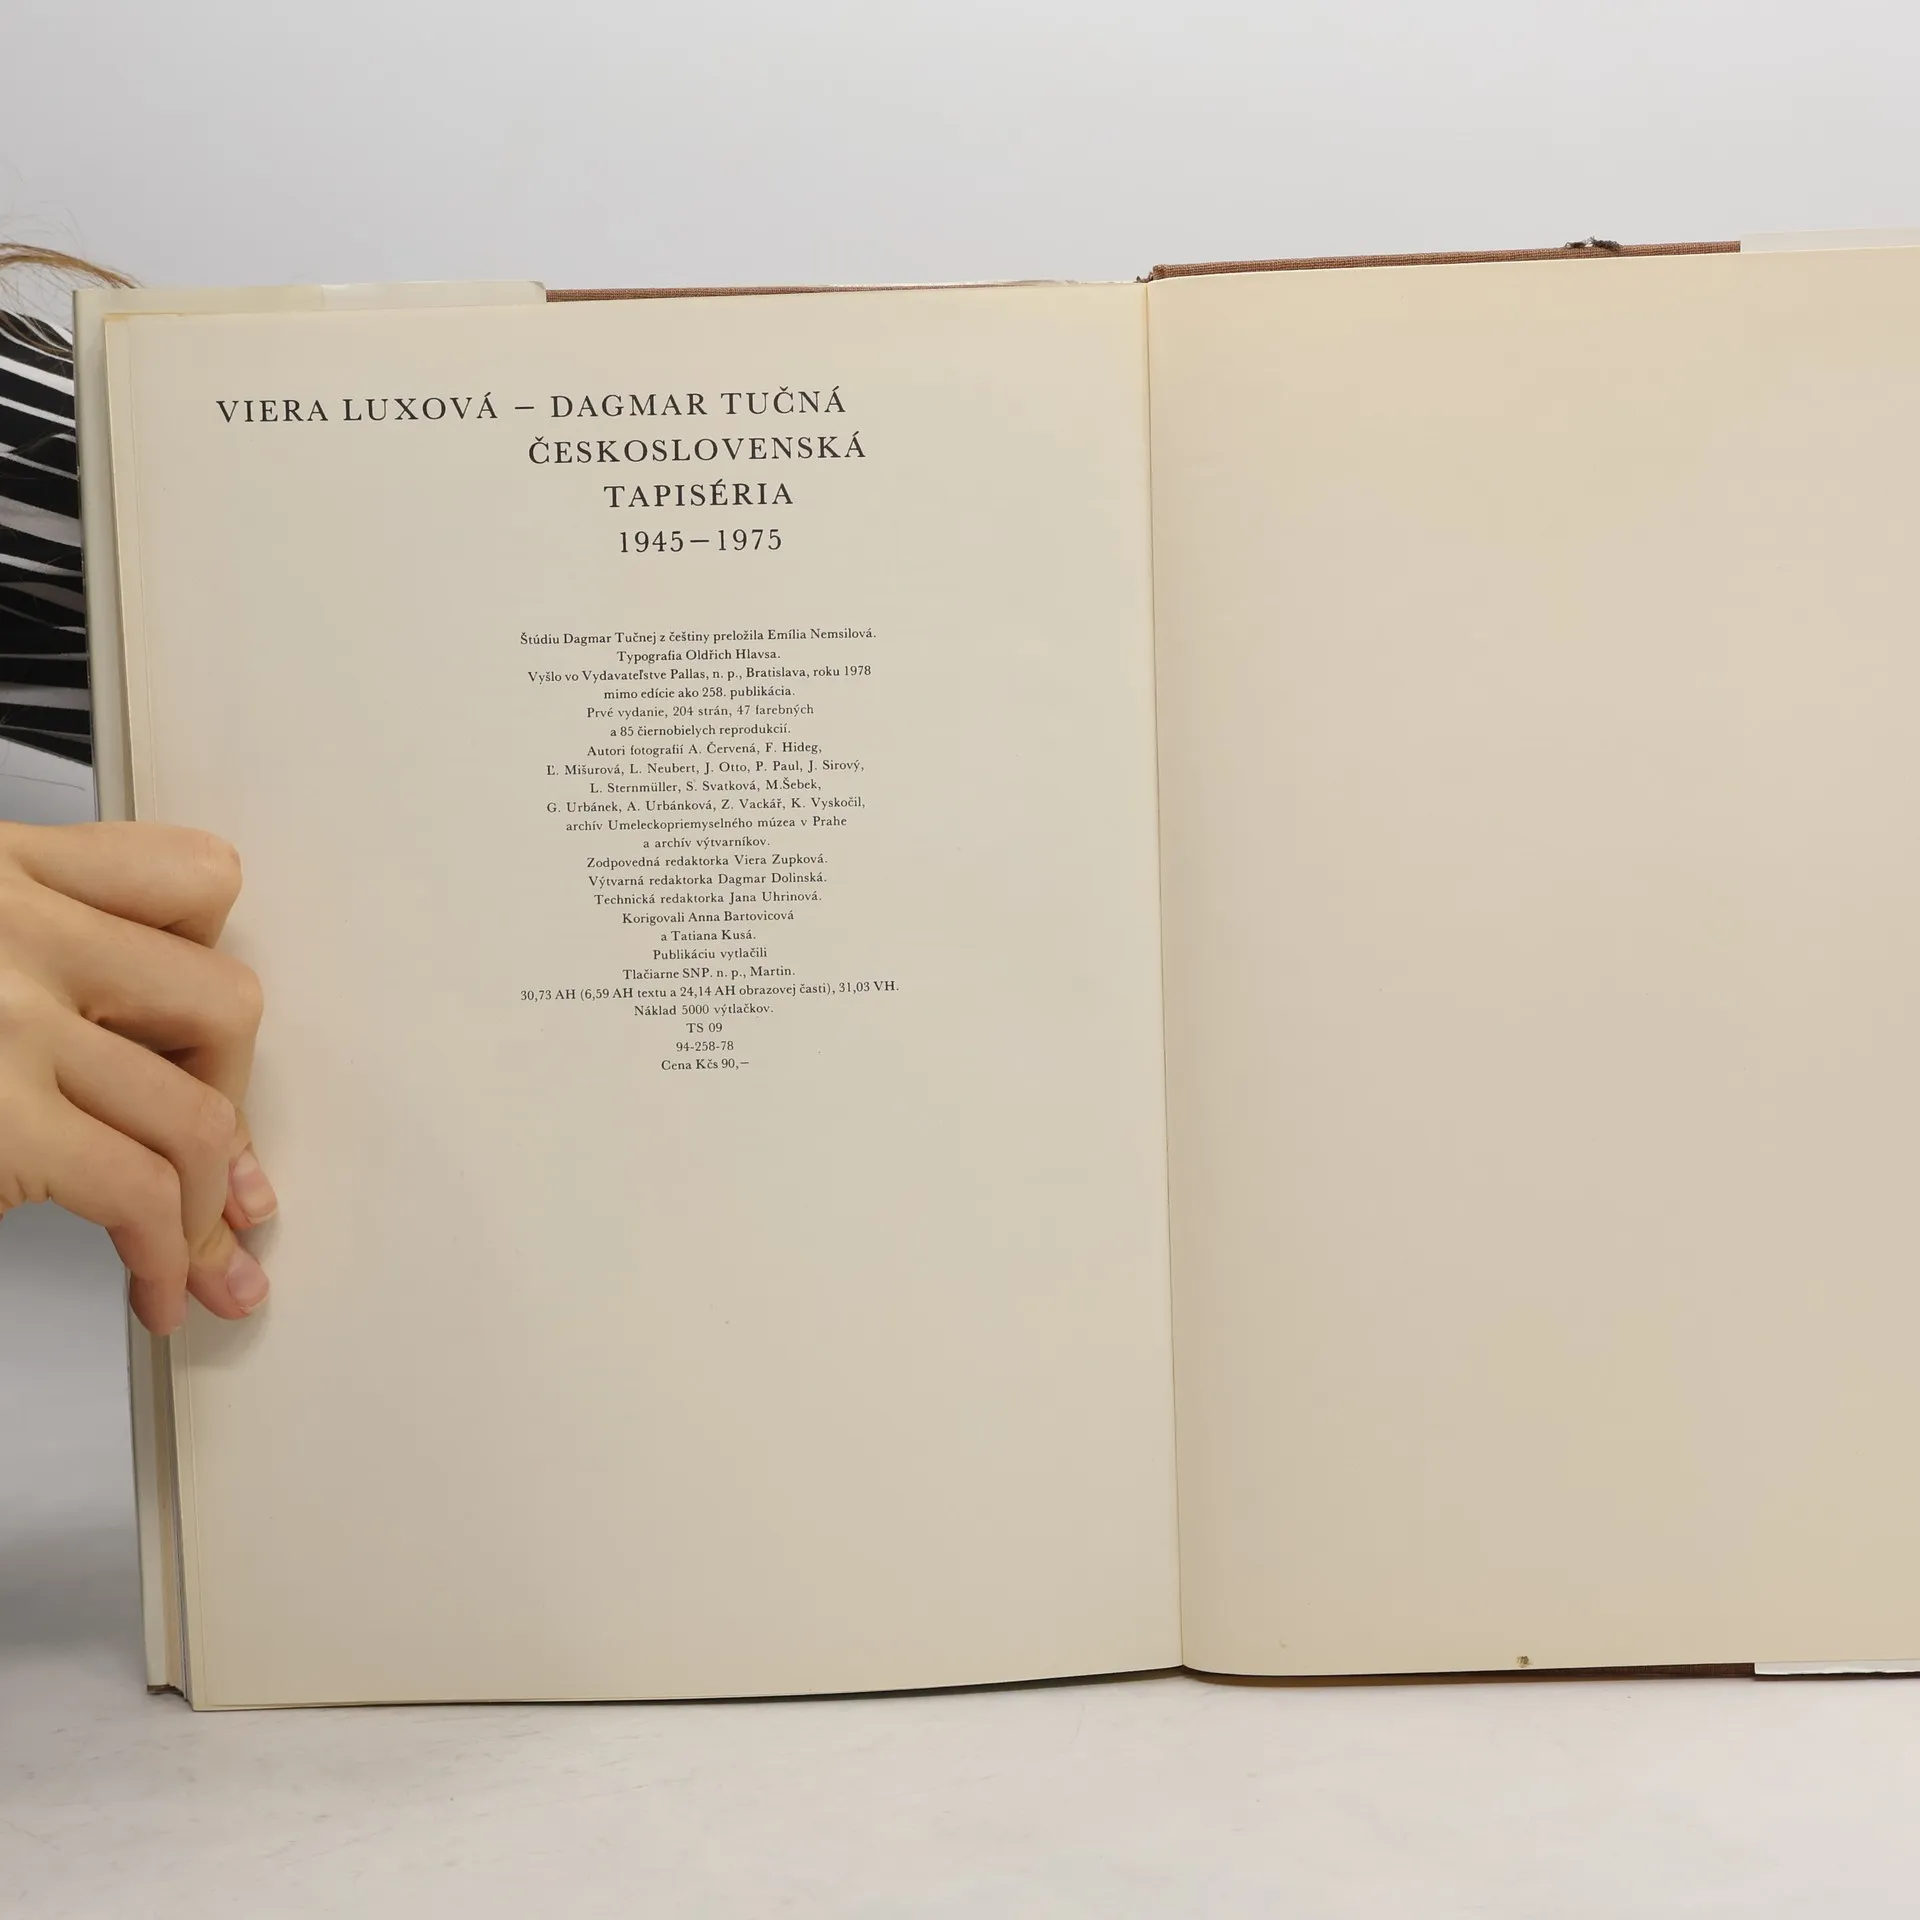 VIERA LUXOVÁ – DAGMAR TUČNÁ
ČESKOSLOVENSKÁ
TAPISÉRIA
1945–1975
Štúdiu Dagmar Tučnej z češtiny preložila Emília Nemsilová.
Typografia Oldřich Hlavsa.
Vyšlo vo Vydavateľstve Pallas, n. p., Bratislava, roku 1978
mimo edície ako 258. publikácia.
Prvé vydanie, 204 strán, 47 farebných
a 85 čiernobielych reprodukcií.
Autori fotografií A. Červená, F. Hideg,
Ľ. Mišurová, L. Neubert, J. Otto, P. Paul, J. Sirový,
L. Sternmüller, S. Svatková, M.Šebek,
G. Urbánek, A. Urbánková, Z. Vackář, K. Vyskočil,
archív Umeleckopriemyselného múzea v Prahe
a archív výtvarníkov.
Zodpovedná redaktorka Viera Zupková.
Výtvarná redaktorka Dagmar Dolinská.
Technická redaktorka Jana Uhrinová.
Korigovali Anna Bartovicová
a Tatiana Kusá.
Publikáciu vytlačili
Tlačiarne SNP. n. p., Martin.
30,73 AH (6,59 AH textu a 24,14 AH obrazovej časti), 31,03 VH.
Náklad 5000 výtlačkov.
TS 09
94-258-78
Cena Kčs 90,–